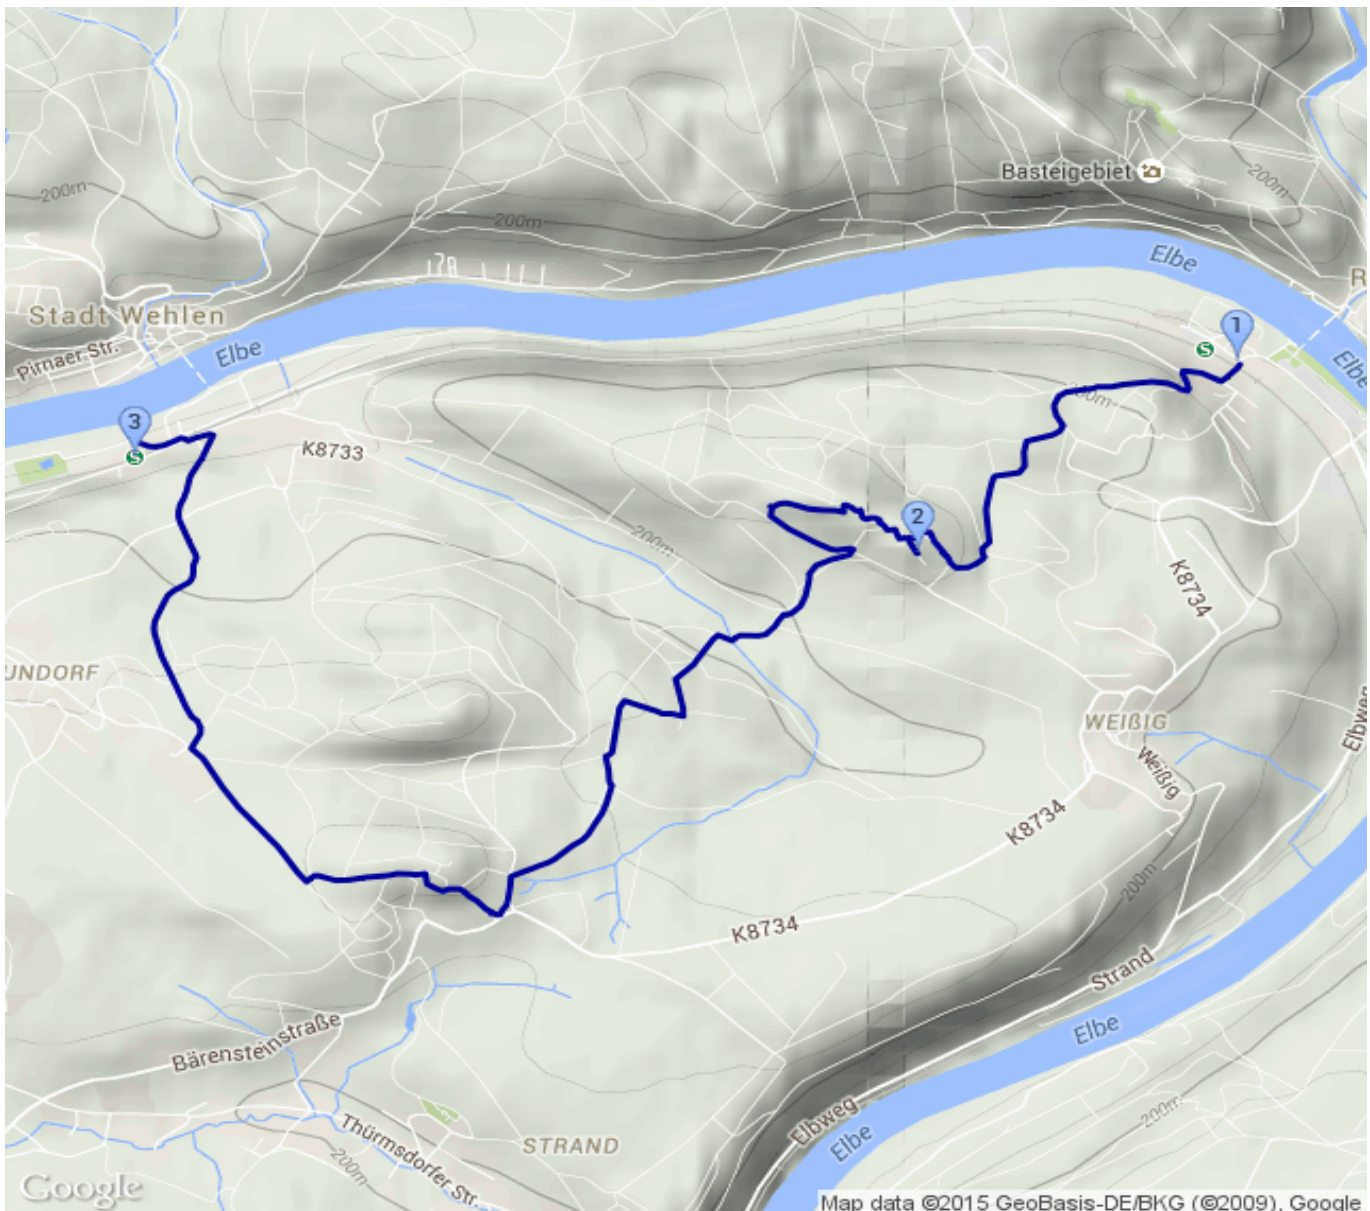 200m
200m
200m
Basteigebiet
Elbe
R
Stadt Wehlen
1
Pirnaer Str.
Elbe
Elbe
S
200m
3
S
K8733
2
200m
K8734
UNDORF
WEIßIG
Elbweg
Weißig
K8734
200m
K8734
Strand
Elbe
Bärensteinstraße
Elbweg
200m
Thürmsdorfer Str.
Elbe
STRAND
200m
Google
Map data ©2015 GeoBasis-DE/BKG (©2009), Google